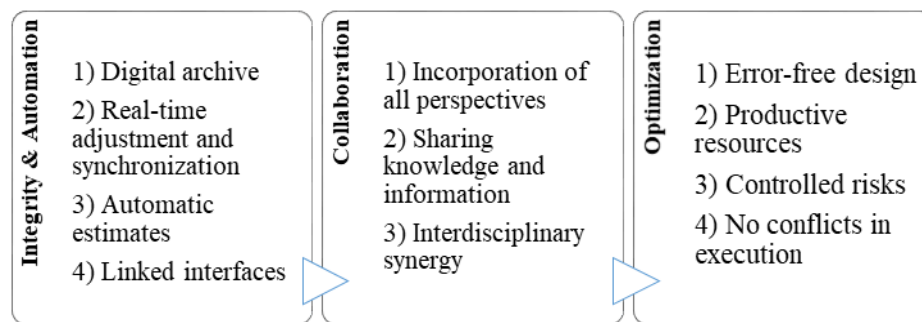 Integrity & Automation
1) Digital archive
2) Real-time
adjustment and
synchronization
3) Automatic
estimates
4) Linked interfaces
Collaboration
1) Incorporation of
all perspectives
2) Sharing
knowledge and
information
3) Interdisciplinary
synergy
Optimization
1) Error-free design
2) Productive
resources
3) Controlled risks
4) No conflicts in
execution